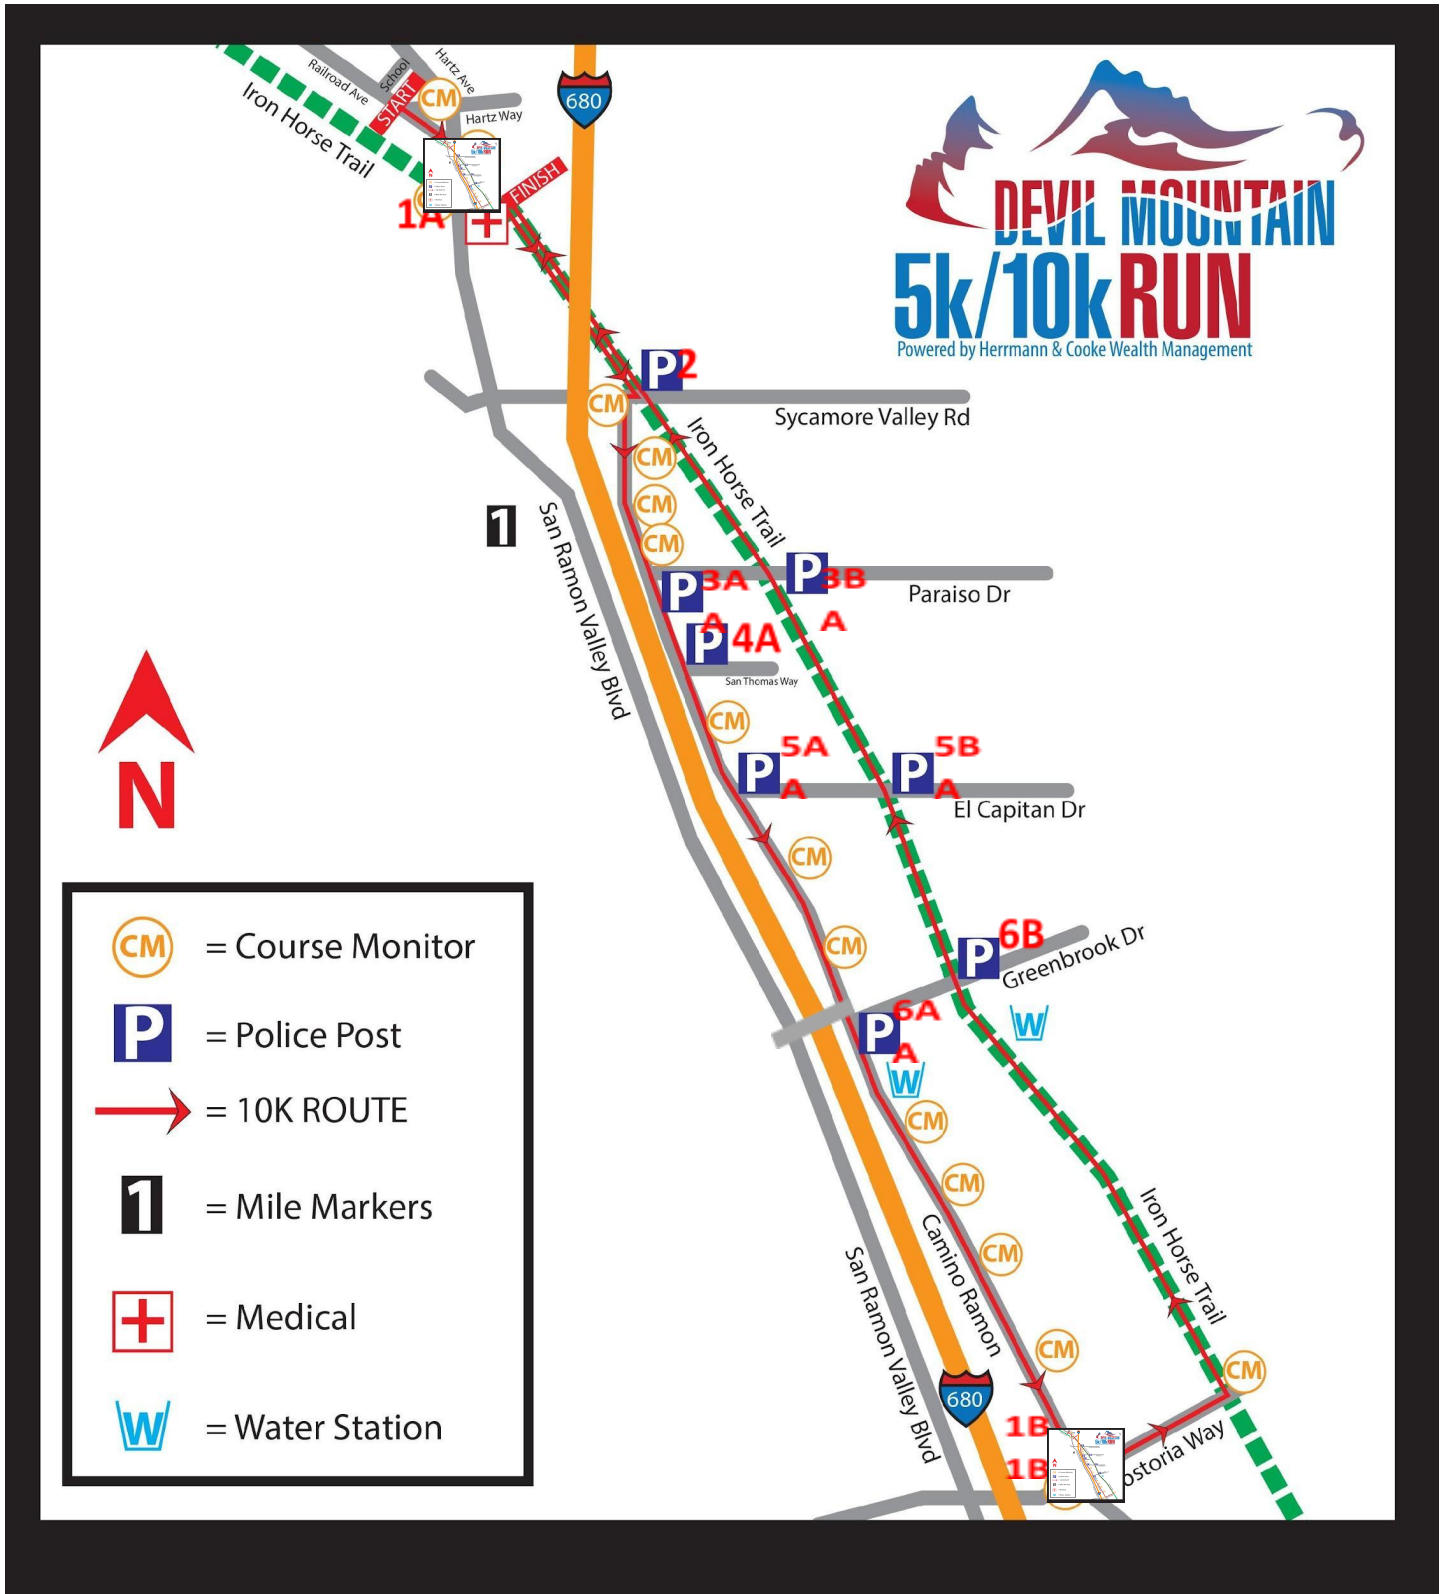 Hartz Ave
School
Railroad Ave
START
CM
Hartz Way
680
Iron Horse Trail
FINISH
1A
DEVIL MOUNTAIN
5k/10k RUN
Powered by Herrmann & Cooke Wealth Management
P 2
CM
Sycamore Valley Rd
Iron Horse Trail
CM
CM
CM
1
San Ramon Valley Blvd
P 3A
A
P 3B
A
Paraiso Dr
P 4A
San Thomas Way
CM
P 5A
A
P 5B
A
El Capitan Dr
N
CM
CM
P 6B
Greenbrook Dr
P 6A
A
W
W
CM
CM
CM
Camino Ramon
Iron Horse Trail
San Ramon Valley Blvd
CM
CM
680
1B
1B
ostoria Way
CM = Course Monitor
P = Police Post
= 10K ROUTE
1 = Mile Markers
= Medical
W = Water Station